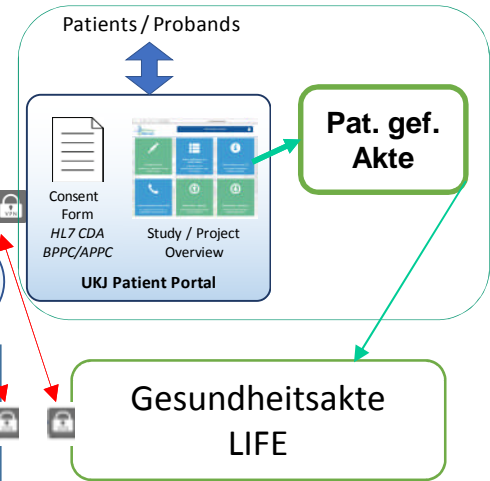 Patients / Probands
Pat. gef.
Akte
Consent
Form
HL7 CDA
BPPC/APPC
Study / Project
Overview
UKJ Patient Portal
VPN
Gesundheitsakte
LIFE